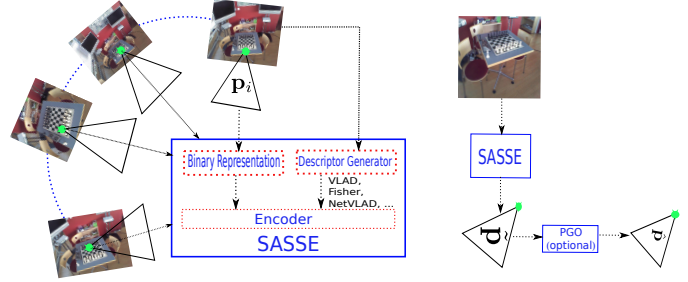 p_i
Binary Representation
Descriptor Generator
VLAD,
Fisher,
NetVLAD, ...
Encoder
SASSE
SASSE
PGO
(optional)